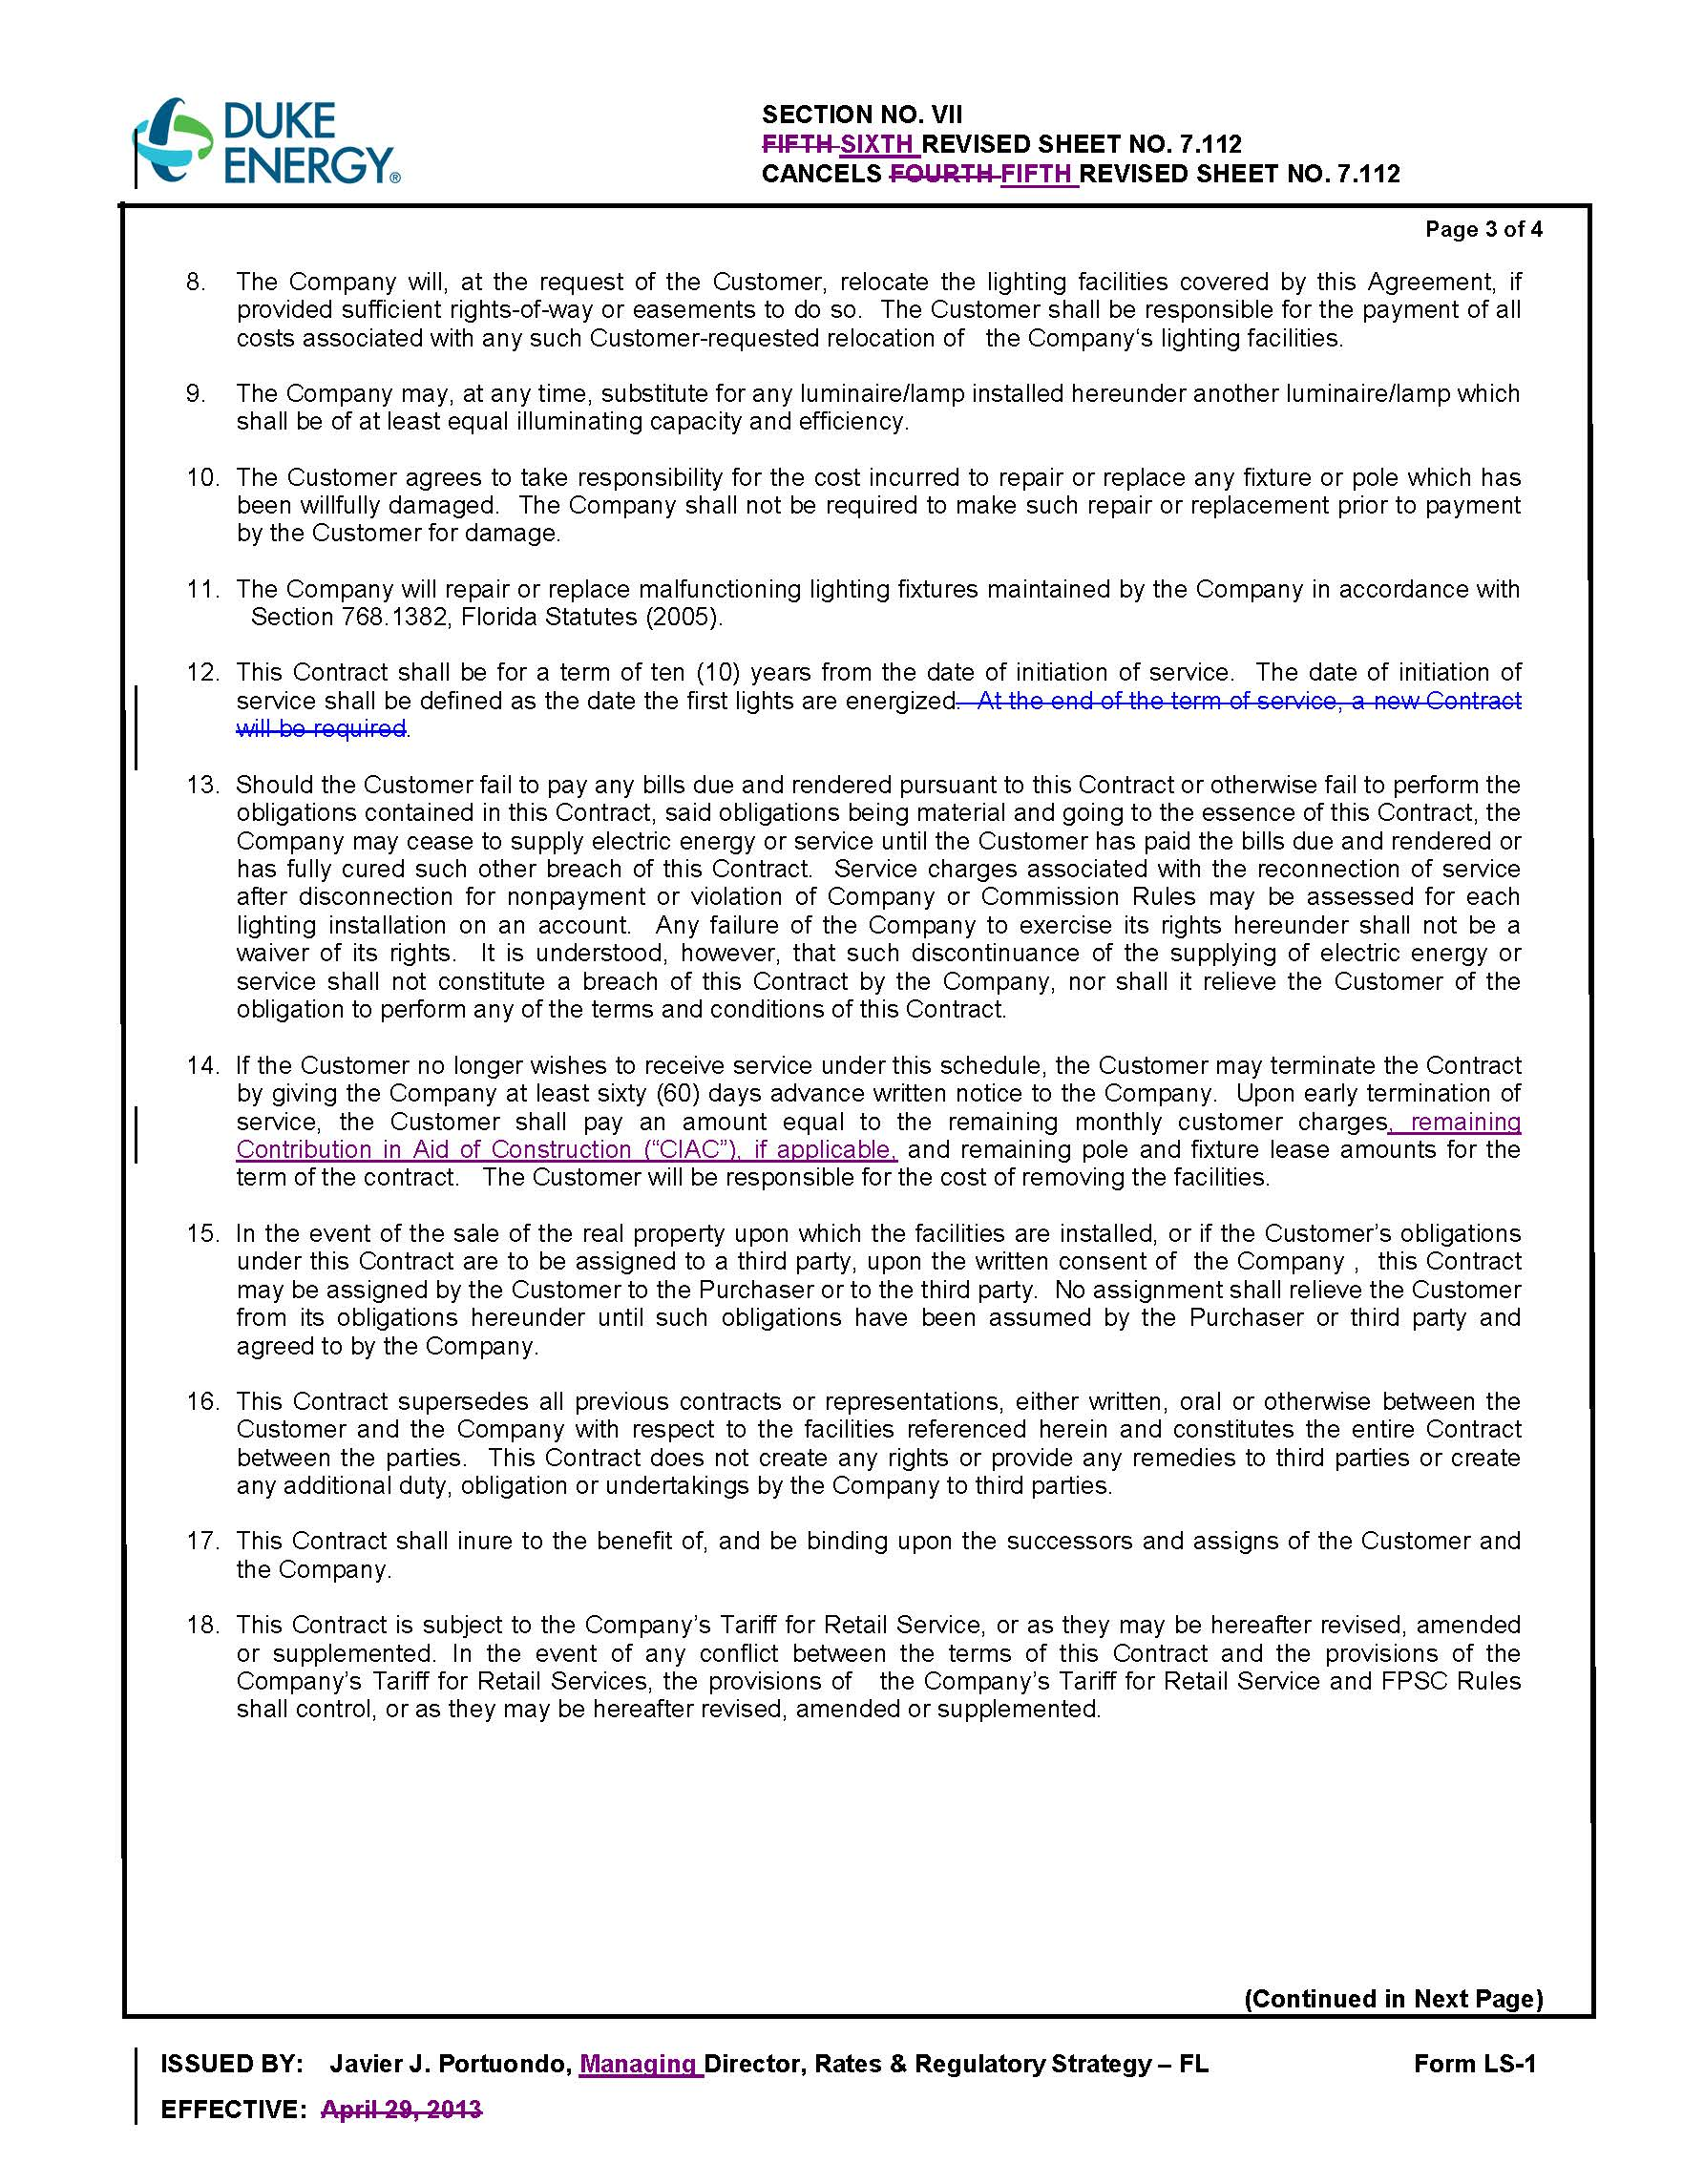 DUKE
ENERGY®
SECTION NO. VII
FIFTH SIXTH REVISED SHEET NO. 7.112
CANCELS FOURTH FIFTH REVISED SHEET NO. 7.112
Page 3 of 4
8. The Company will, at the request of the Customer, relocate the lighting facilities covered by this Agreement, if
provided sufficient rights-of-way or easements to do so. The Customer shall be responsible for the payment of all
costs associated with any such Customer-requested relocation of the Company‘s lighting facilities.
9. The Company may, at any time, substitute for any luminaire/lamp installed hereunder another luminaire/lamp which
shall be of at least equal illuminating capacity and efficiency.
10. The Customer agrees to take responsibility for the cost incurred to repair or replace any fixture or pole which has
been willfully damaged. The Company shall not be required to make such repair or replacement prior to payment
by the Customer for damage.
11. The Company will repair or replace malfunctioning lighting fixtures maintained by the Company in accordance with
Section 768.1382, Florida Statutes (2005).
12. This Contract shall be for a term of ten (10) years from the date of initiation of service. The date of initiation of
service shall be defined as the date the first lights are energized. At the end of the term of service, a new Contract
will be required.
13. Should the Customer fail to pay any bills due and rendered pursuant to this Contract or otherwise fail to perform the
obligations contained in this Contract, said obligations being material and going to the essence of this Contract, the
Company may cease to supply electric energy or service until the Customer has paid the bills due and rendered or
has fully cured such other breach of this Contract. Service charges associated with the reconnection of service
after disconnection for nonpayment or violation of Company or Commission Rules may be assessed for each
lighting installation on an account. Any failure of the Company to exercise its rights hereunder shall not be a
waiver of its rights. It is understood, however, that such discontinuance of the supplying of electric energy or
service shall not constitute a breach of this Contract by the Company, nor shall it relieve the Customer of the
obligation to perform any of the terms and conditions of this Contract.
14. If the Customer no longer wishes to receive service under this schedule, the Customer may terminate the Contract
by giving the Company at least sixty (60) days advance written notice to the Company. Upon early termination of
service, the Customer shall pay an amount equal to the remaining monthly customer charges, remaining
Contribution in Aid of Construction (“CIAC”), if applicable, and remaining pole and fixture lease amounts for the
term of the contract. The Customer will be responsible for the cost of removing the facilities.
15. In the event of the sale of the real property upon which the facilities are installed, or if the Customer’s obligations
under this Contract are to be assigned to a third party, upon the written consent of the Company , this Contract
may be assigned by the Customer to the Purchaser or to the third party. No assignment shall relieve the Customer
from its obligations hereunder until such obligations have been assumed by the Purchaser or third party and
agreed to by the Company.
16. This Contract supersedes all previous contracts or representations, either written, oral or otherwise between the
Customer and the Company with respect to the facilities referenced herein and constitutes the entire Contract
between the parties. This Contract does not create any rights or provide any remedies to third parties or create
any additional duty, obligation or undertakings by the Company to third parties.
17. This Contract shall inure to the benefit of, and be binding upon the successors and assigns of the Customer and
the Company.
18. This Contract is subject to the Company’s Tariff for Retail Service, or as they may be hereafter revised, amended
or supplemented. In the event of any conflict between the terms of this Contract and the provisions of the
Company’s Tariff for Retail Services, the provisions of the Company’s Tariff for Retail Service and FPSC Rules
shall control, or as they may be hereafter revised, amended or supplemented.
(Continued in Next Page)
ISSUED BY: Javier J. Portuondo, Managing Director, Rates & Regulatory Strategy – FL Form LS-1
EFFECTIVE: April 29, 2013